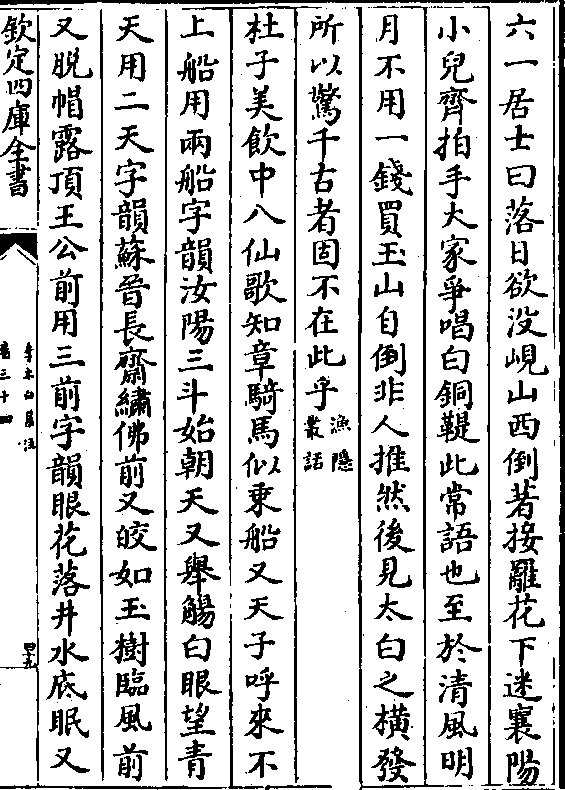 六一居士曰落日欲没峴山西倒著接䍦花下迷襄陽
小兒齊拍手大家爭唱白銅鞮此常語也至於清風明
月不用一錢買玉山自倒非人推然後見太白之横發
所以驚千古者固不在此乎漁隱叢話
杜子美飲中八仙歌知章騎馬似乘船又天子呼來不
上船用兩船字韻汝陽三斗始朝天又舉觴白眼望青
天用二天字韻蘇晉長齋繡佛前又皎如玉樹臨風前
又脱帽露頂王公前用三前字韻眼花落井水底眠又
欽定四庫全書
李太白集注
卷三十四
四九